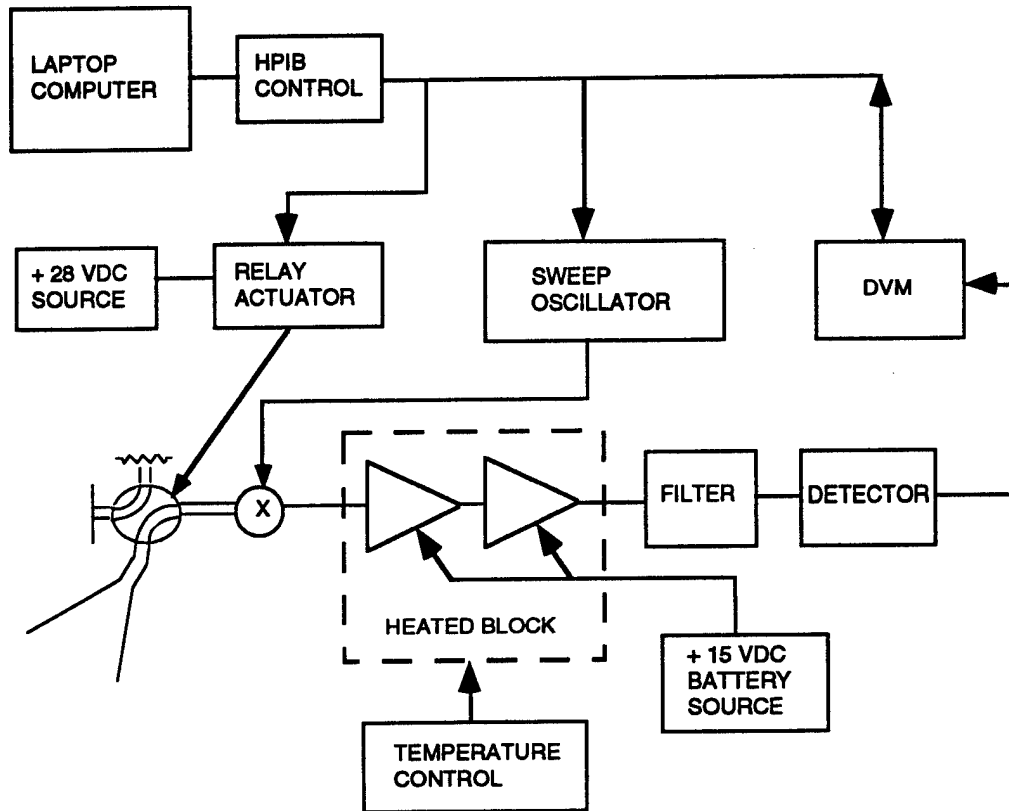 LAPTOP
COMPUTER
HPIB
CONTROL
+ 28 VDC
SOURCE
RELAY
ACTUATOR
SWEEP
OSCILLATOR
DVM
X
FILTER
DETECTOR
HEATED BLOCK
+ 15 VDC
BATTERY
SOURCE
TEMPERATURE
CONTROL